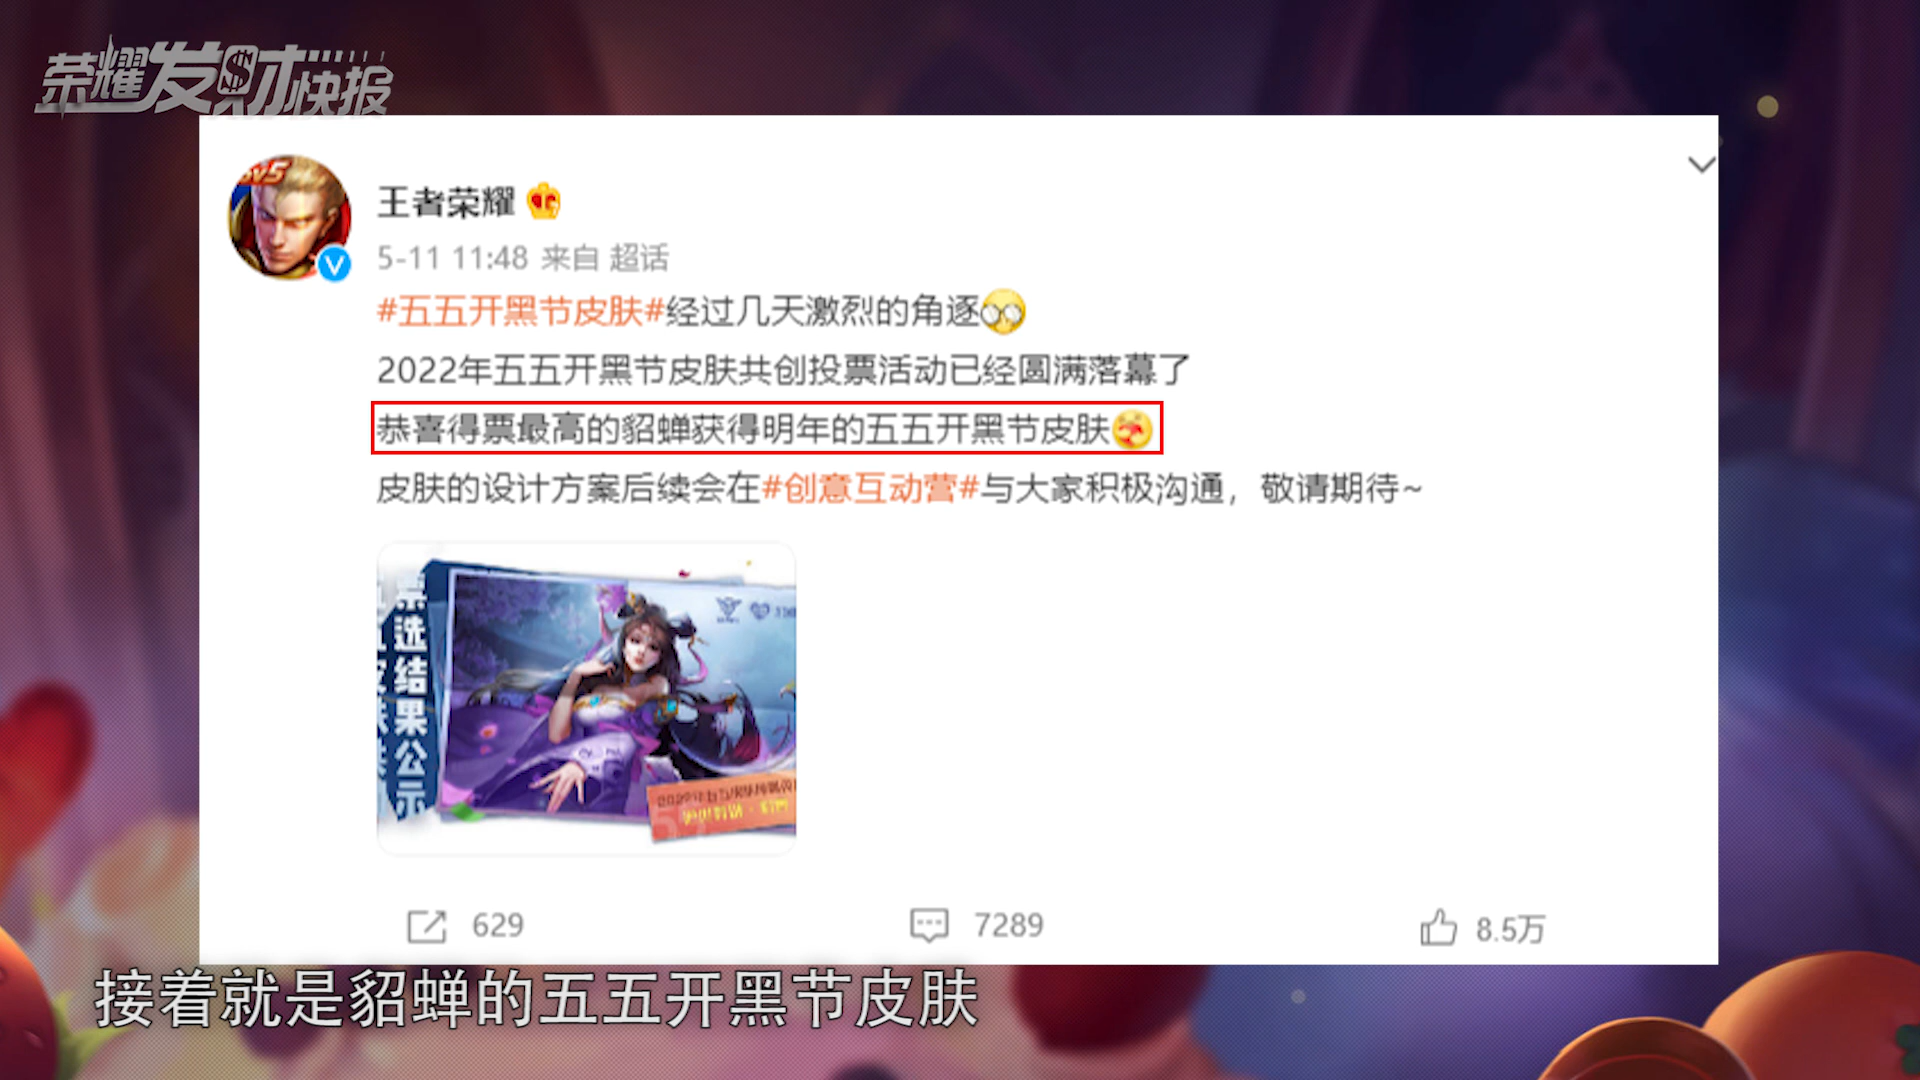 荣耀发财快报
王者荣耀
5-11 11:48 来自 超话
#五五开黑节皮肤#经过几天激烈的角逐
2022年五五开黑节皮肤共创投票活动已经圆满落幕了
恭喜得票最高的貂蝉获得明年的五五开黑节皮肤
皮肤的设计方案后续会在#创意互动营#与大家积极沟通，敬请期待~
票选结果公示
629
7289
8.5万
接着就是貂蝉的五五开黑节皮肤